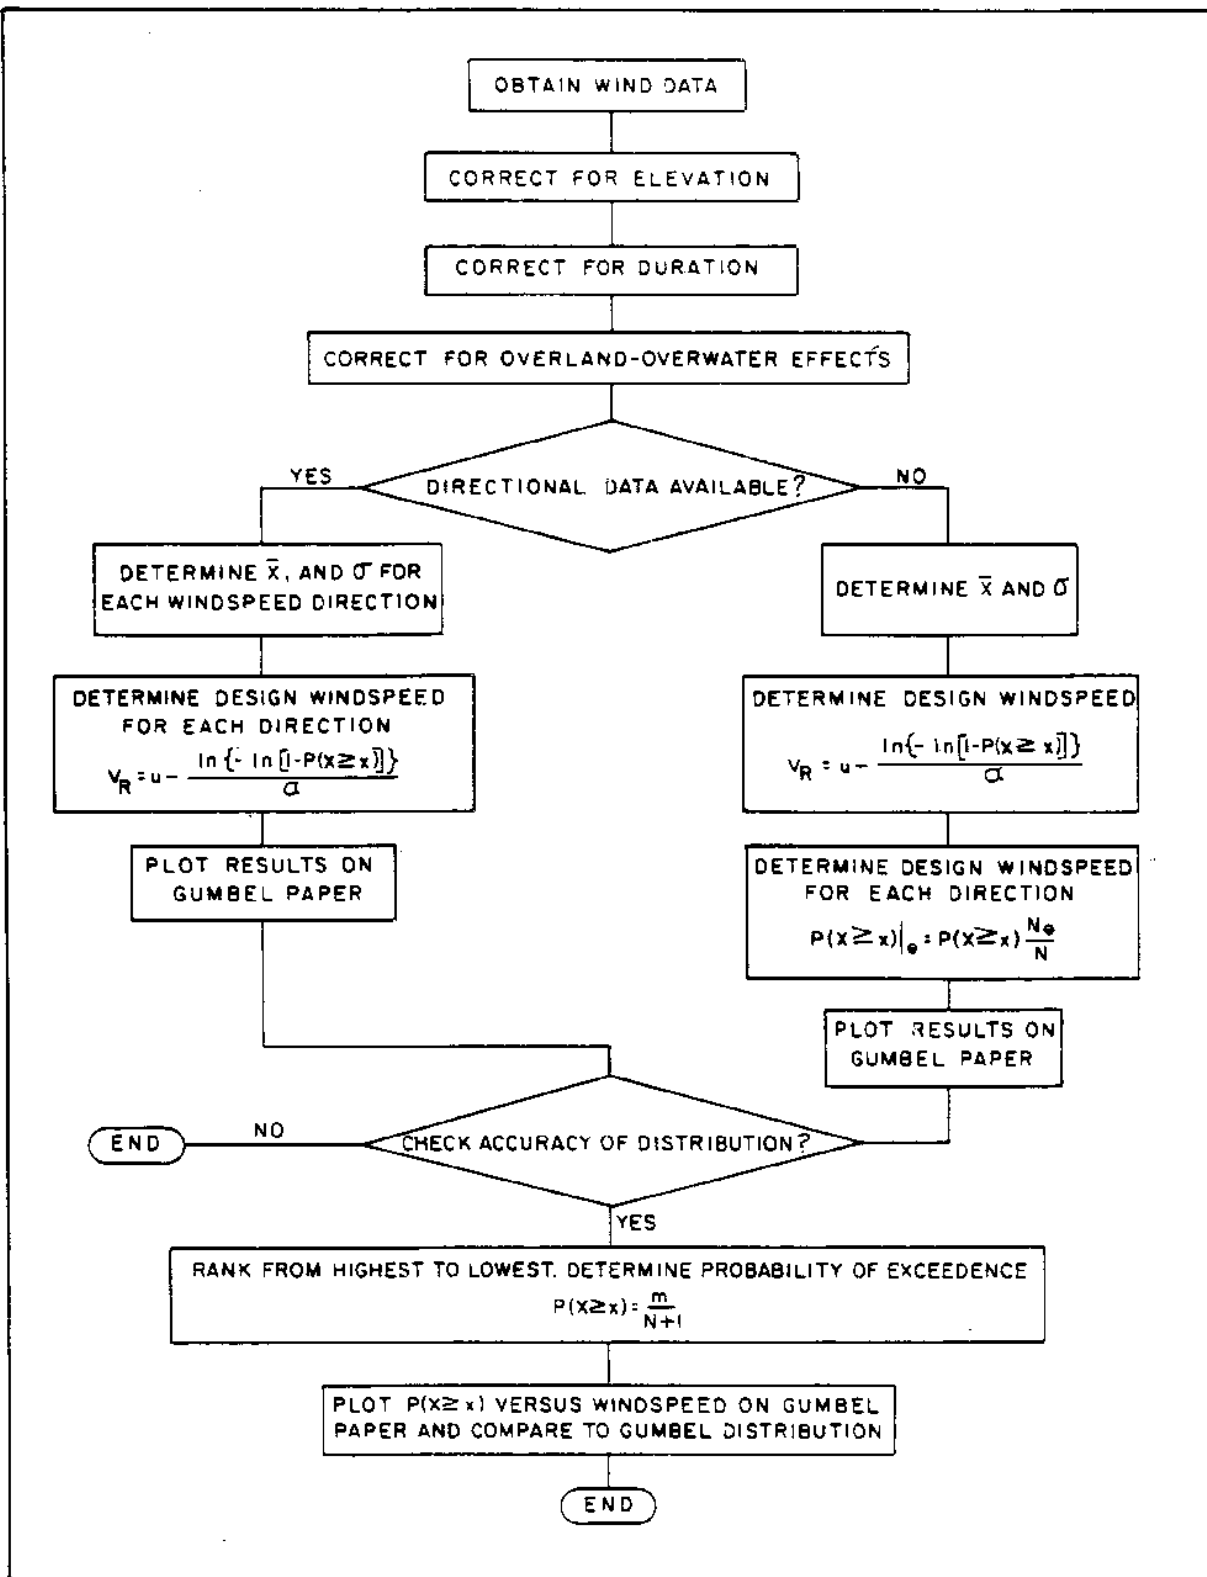 OBTAIN WIND DATA
CORRECT FOR ELEVATION
CORRECT FOR DURATION
CORRECT FOR OVERLAND-OVERWATER EFFECTS
DIRECTIONAL DATA AVAILABLE?
YES
NO
DETERMINE x̅, AND σ FOR
EACH WINDSPEED DIRECTION
DETERMINE DESIGN WINDSPEED
FOR EACH DIRECTION
V_R = u - ln{- ln[1-P(X≥x)]} / α
PLOT RESULTS ON
GUMBEL PAPER
DETERMINE x̅ AND σ
DETERMINE DESIGN WINDSPEED
V_R = u - ln{- ln[1-P(X≥x)]} / α
DETERMINE DESIGN WINDSPEED
FOR EACH DIRECTION
P(X≥x)|_θ = P(X≥x) N_θ / N
PLOT RESULTS ON
GUMBEL PAPER
CHECK ACCURACY OF DISTRIBUTION?
NO
END
YES
RANK FROM HIGHEST TO LOWEST. DETERMINE PROBABILITY OF EXCEEDENCE
P(X≥x) = m / N+1
PLOT P(X≥x) VERSUS WINDSPEED ON GUMBEL
PAPER AND COMPARE TO GUMBEL DISTRIBUTION
END